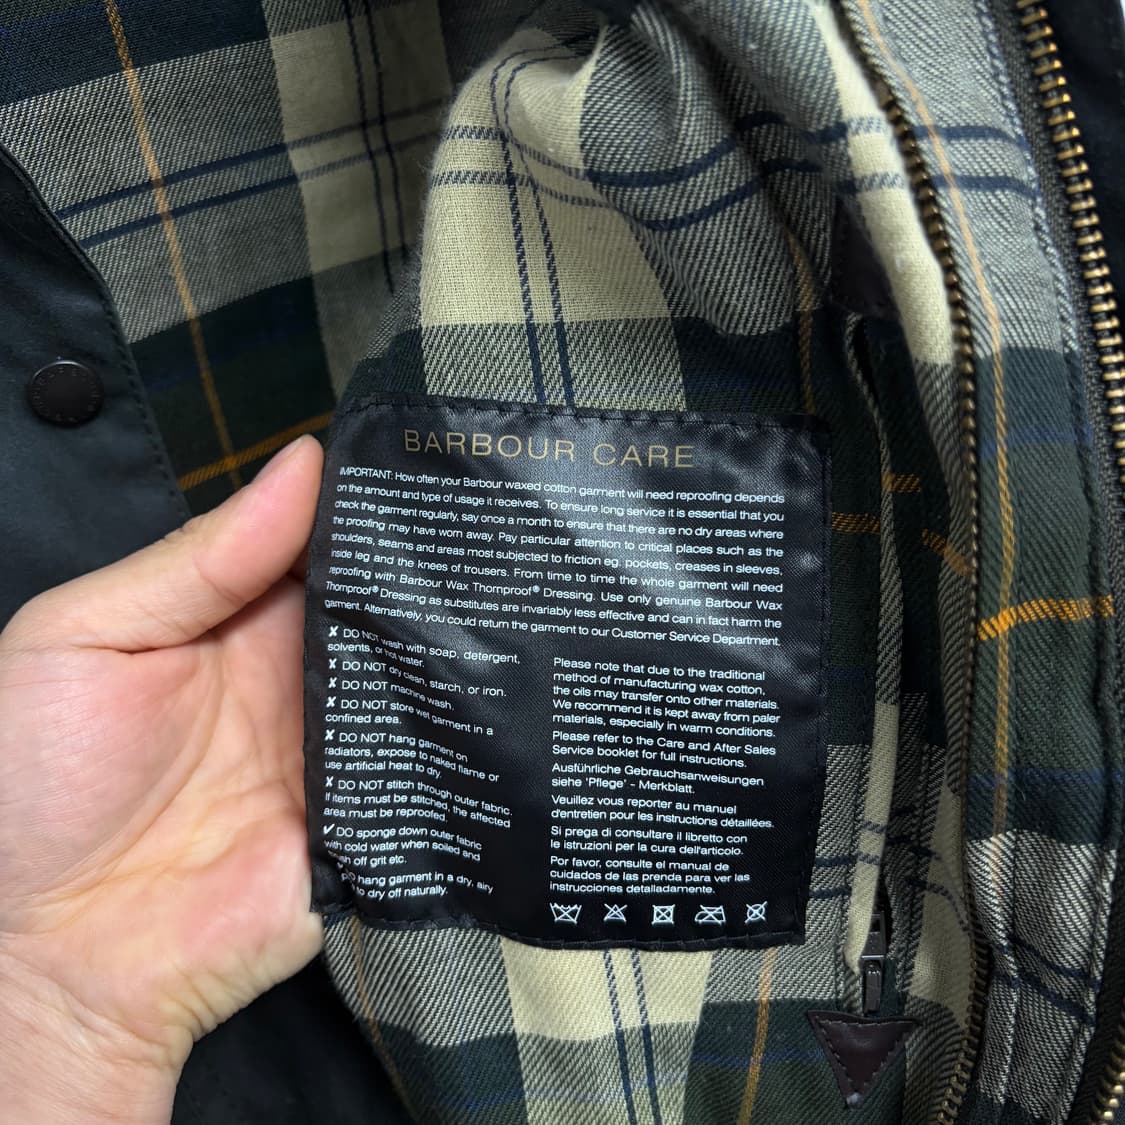 BARBOUR CARE
IMPORTANT: How often your Barbour waxed cotton garment will need reproofing depends
on the amount and type of usage it receives. To ensure long service it is essential that you
check the garment regularly, say once a month to ensure that there are no dry areas where
the proofing may have worn away. Pay particular attention to critical places such as the
shoulders, seams and areas most subjected to friction eg. pockets, creases in sleeves,
inside leg and the knees of trousers. From time to time the whole garment will need
reproofing with Barbour Wax Thornproof® Dressing. Use only genuine Barbour Wax
Thornproof® Dressing as substitutes are invariably less effective and can in fact harm the
garment. Alternatively, you could return the garment to our Customer Service Department.
✘ DO NOT wash with soap, detergent,
solvents, or hot water.
✘ DO NOT dry clean, starch, or iron.
✘ DO NOT machine wash.
✘ DO NOT store wet garment in a
confined area.
✘ DO NOT hang garment on
radiators, expose to naked flame or
use artificial heat to dry.
✘ DO NOT stitch through outer fabric.
If items must be stitched, the affected
area must be reproofed.
✔ DO sponge down outer fabric
with cold water when soiled and
off grit etc.
hang garment in a dry, airy
to dry off naturally.
Please note that due to the traditional
method of manufacturing wax cotton,
the oils may transfer onto other materials.
We recommend it is kept away from paler
materials, especially in warm conditions.
Please refer to the Care and After Sales
Service booklet for full instructions.
Ausführliche Gebrauchsanweisungen
siehe 'Pflege' - Merkblatt.
Veuillez vous reporter au manuel
d'entretien pour les instructions détaillées.
Si prega di consultare il libretto con
le istruzioni per la cura dell'articolo.
Por favor, consulte el manual de
cuidados de las prenda para ver las
instrucciones detalladamente.